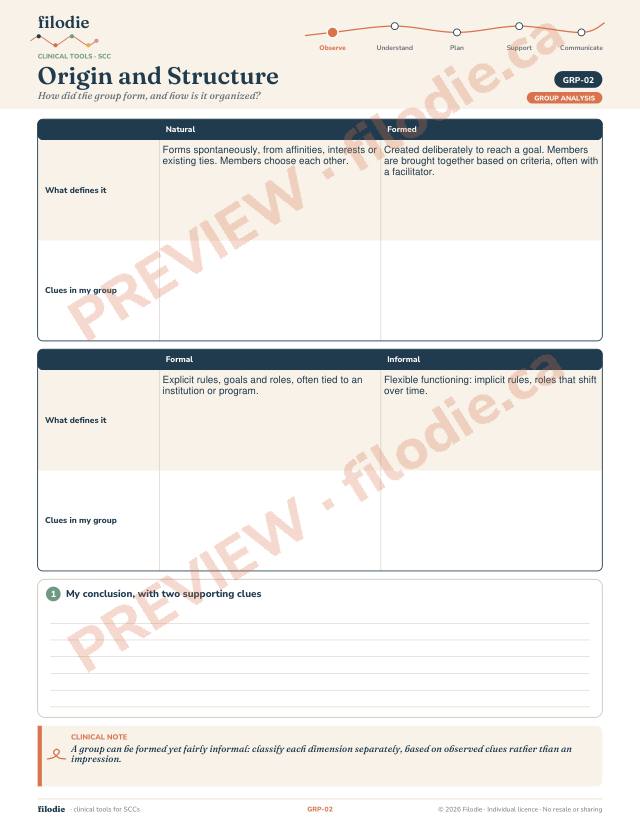 filodie
CLINICAL TOOLS · SCC
Observe Understand Plan Support Communicate
Origin and Structure
How did the group form, and how is it organized?
GRP-02
GROUP ANALYSIS
Natural Formed
What defines it
Forms spontaneously, from affinities, interests or
existing ties. Members choose each other.
Created deliberately to reach a goal. Members
are brought together based on criteria, often with
a facilitator.
Clues in my group
PREVIEW · filodie.ca
Formal Informal
What defines it
Explicit rules, goals and roles, often tied to an
institution or program.
Flexible functioning: implicit rules, roles that shift
over time.
Clues in my group
PREVIEW · filodie.ca
1 My conclusion, with two supporting clues
CLINICAL NOTE
A group can be formed yet fairly informal: classify each dimension separately, based on observed clues rather than an
impression.
filodie · clinical tools for SCCs GRP-02 © 2026 Filodie · Individual licence · No resale or sharing